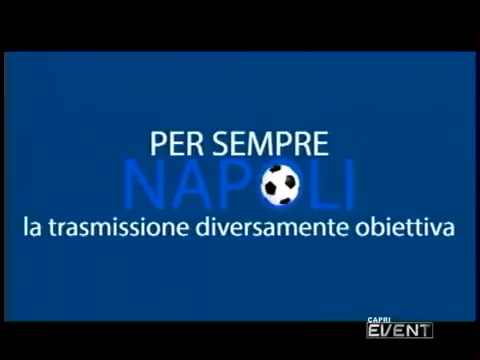 PER SEMPRE
NAPOLI
la trasmissione diversamente obiettiva
CAPRI
EVENT